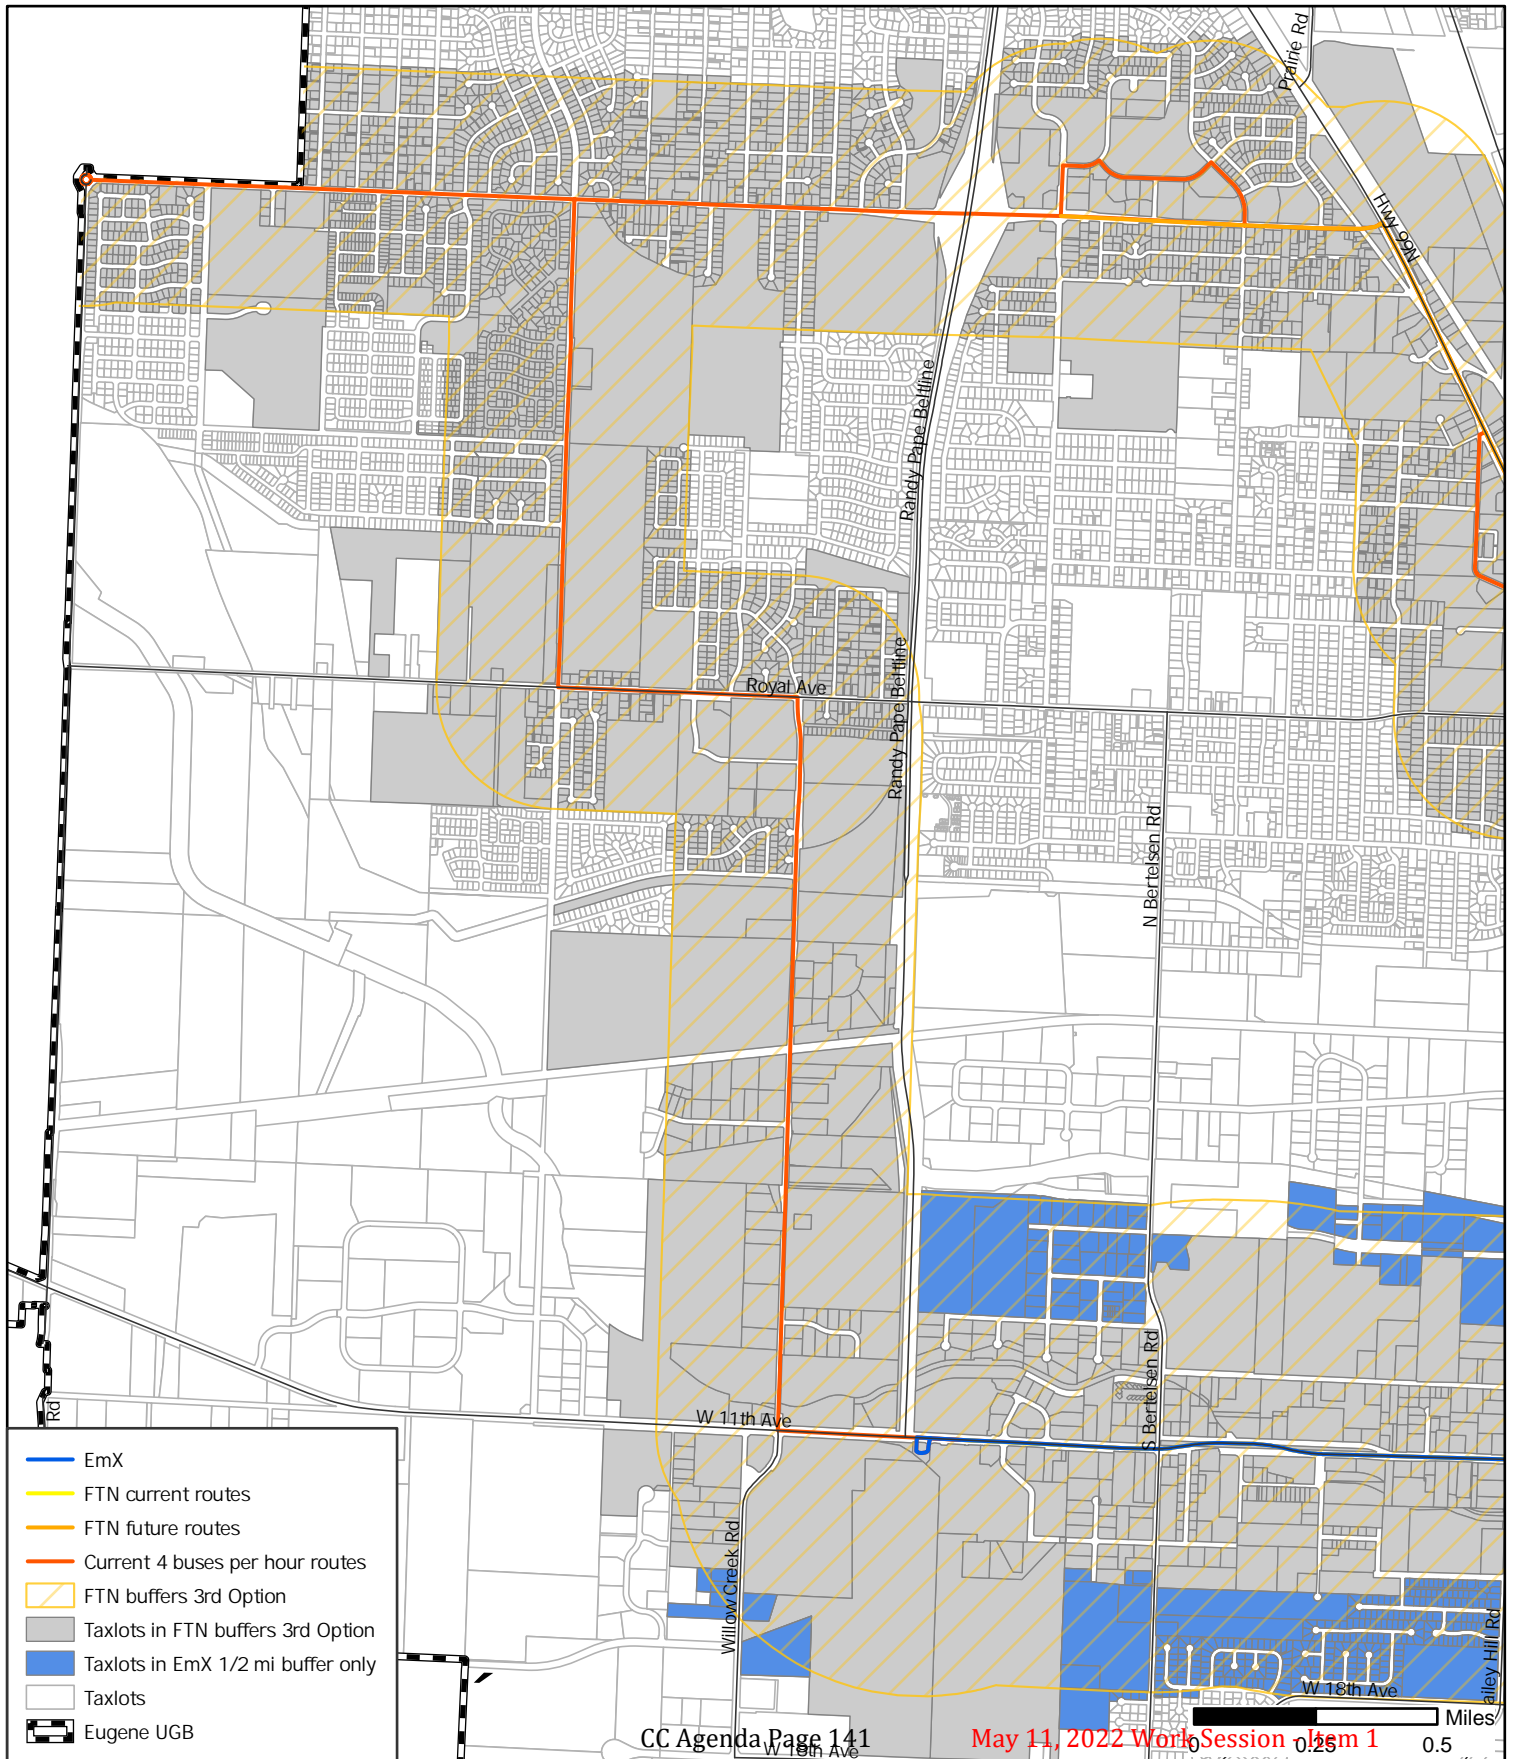 Prairie Rd
Hwy 99N
Randy Pape Beltline
Randy Pape Beltline
Royal Ave
N Bertelsen Rd
S Bertelsen Rd
W 11th Ave
Rd
Willow Creek Rd
ailey Hill Rd
W 18th Ave
W 18th Ave
EmX
FTN current routes
FTN future routes
Current 4 buses per hour routes
FTN buffers 3rd Option
Taxlots in FTN buffers 3rd Option
Taxlots in EmX 1/2 mi buffer only
Taxlots
Eugene UGB
Miles
0 0.25 0.5
CC Agenda Page 141
May 11, 2022 Work Session - Item 1